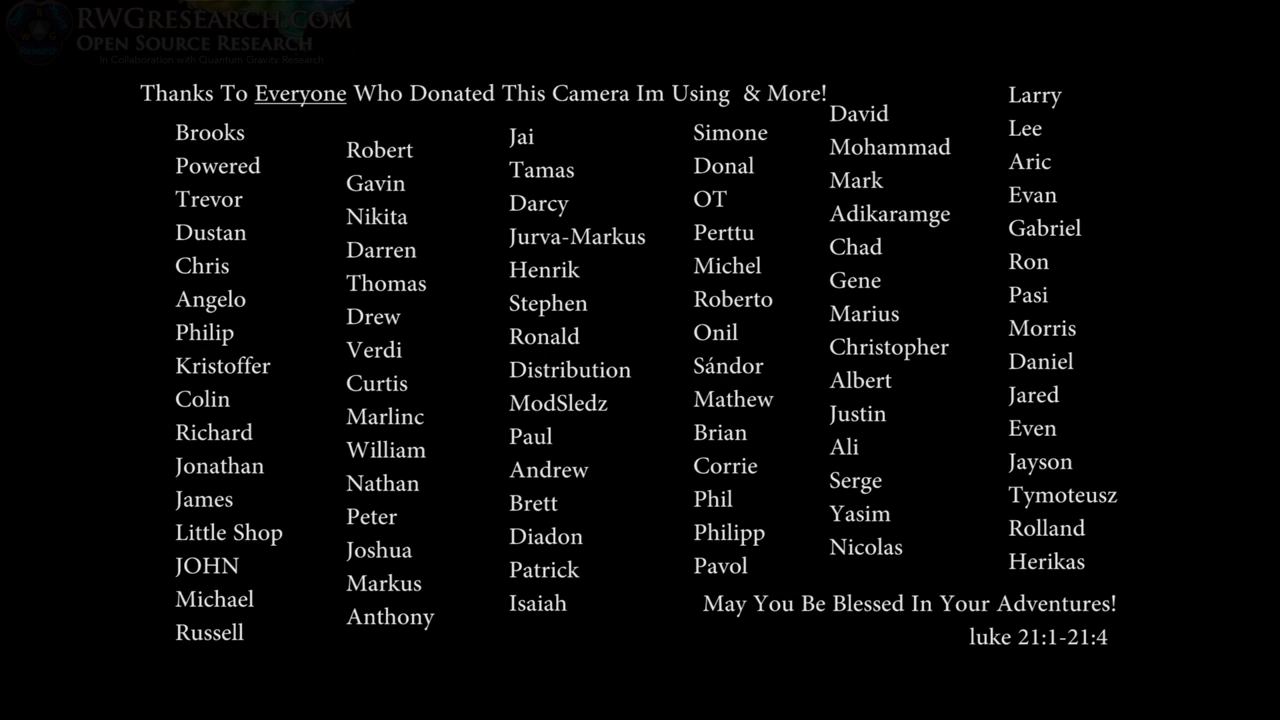 RWGRESEARCH.COM
OPEN SOURCE RESEARCH
In Collaboration with Quantum Gravity Research
Thanks To Everyone Who Donated This Camera Im Using & More!
Brooks
Powered
Trevor
Dustan
Chris
Angelo
Philip
Kristoffer
Colin
Richard
Jonathan
James
Little Shop
JOHN
Michael
Russell
Robert
Gavin
Nikita
Darren
Thomas
Drew
Verdi
Curtis
Marlinc
William
Nathan
Peter
Joshua
Markus
Anthony
Jai
Tamas
Darcy
Jurva-Markus
Henrik
Stephen
Ronald
Distribution
ModSledz
Paul
Andrew
Brett
Diadon
Patrick
Isaiah
Simone
Donal
OT
Perttu
Michel
Roberto
Onil
Sándor
Mathew
Brian
Corrie
Phil
Philipp
Pavol
David
Mohammad
Mark
Adikaramge
Chad
Gene
Marius
Christopher
Albert
Justin
Ali
Serge
Yasim
Nicolas
Larry
Lee
Aric
Evan
Gabriel
Ron
Pasi
Morris
Daniel
Jared
Even
Jayson
Tymoteusz
Rolland
Herikas
May You Be Blessed In Your Adventures!
luke 21:1-21:4